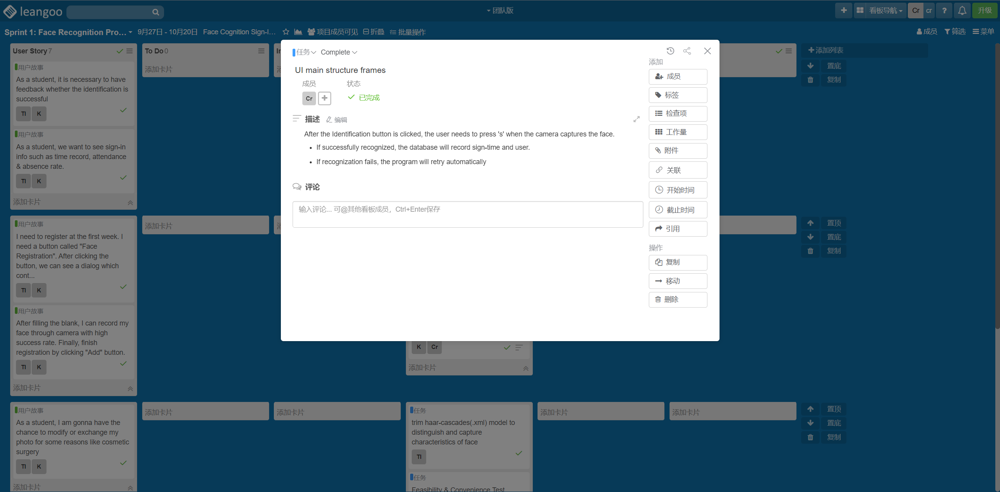 leangoo
团队版
看板导航
Cr
cr
?
升级
Sprint 1: Face Recognition Pro...
9月27日 - 10月20日
Face Cognition Sign-I...
项目成员可见
折叠
批量操作
成员
筛选
菜单
User Story 7
用户故事
As a student, it is necessary to have
feedback whether the identification is
successful
TI K
用户故事
As a student, we want to see sign-in
info such as time record, attendance
& absence rate.
TI K
添加卡片
To Do 0
添加卡片
任务 Complete
UI main structure frames
成员 状态
Cr 已完成
描述 编辑
After the Identification button is clicked, the user needs to press 's' when the camera captures the face.
• If successfully recognized, the database will record sign-time and user.
• If recognization fails, the program will retry automatically
评论
输入评论... 可@其他看板成员，Ctrl+Enter保存
添加
成员
标签
检查项
工作量
附件
关联
开始时间
截止时间
引用
操作
复制
移动
删除
添加列表
置底
复制
用户故事
I need to register at the first week. I
need a button called "Face
Registration". After clicking the
button, we can see a dialog which
cont...
TI K
用户故事
After filling the blank, I can record my
face through camera with high
success rate. Finally, finish
registration by clicking "Add" button.
TI K
添加卡片
添加卡片
K Cr
添加卡片
置顶
置底
复制
用户故事
As a student, I am gonna have the
chance to modify or exchange my
photo for some reasons like cosmetic
surgery
TI K
添加卡片
添加卡片
添加卡片
任务
trim haar-cascades(.xml) model to
distinguish and capture
characteristics of face
TI
任务
Feasibility & Convenience Test
添加卡片
添加卡片
置顶
置底
复制